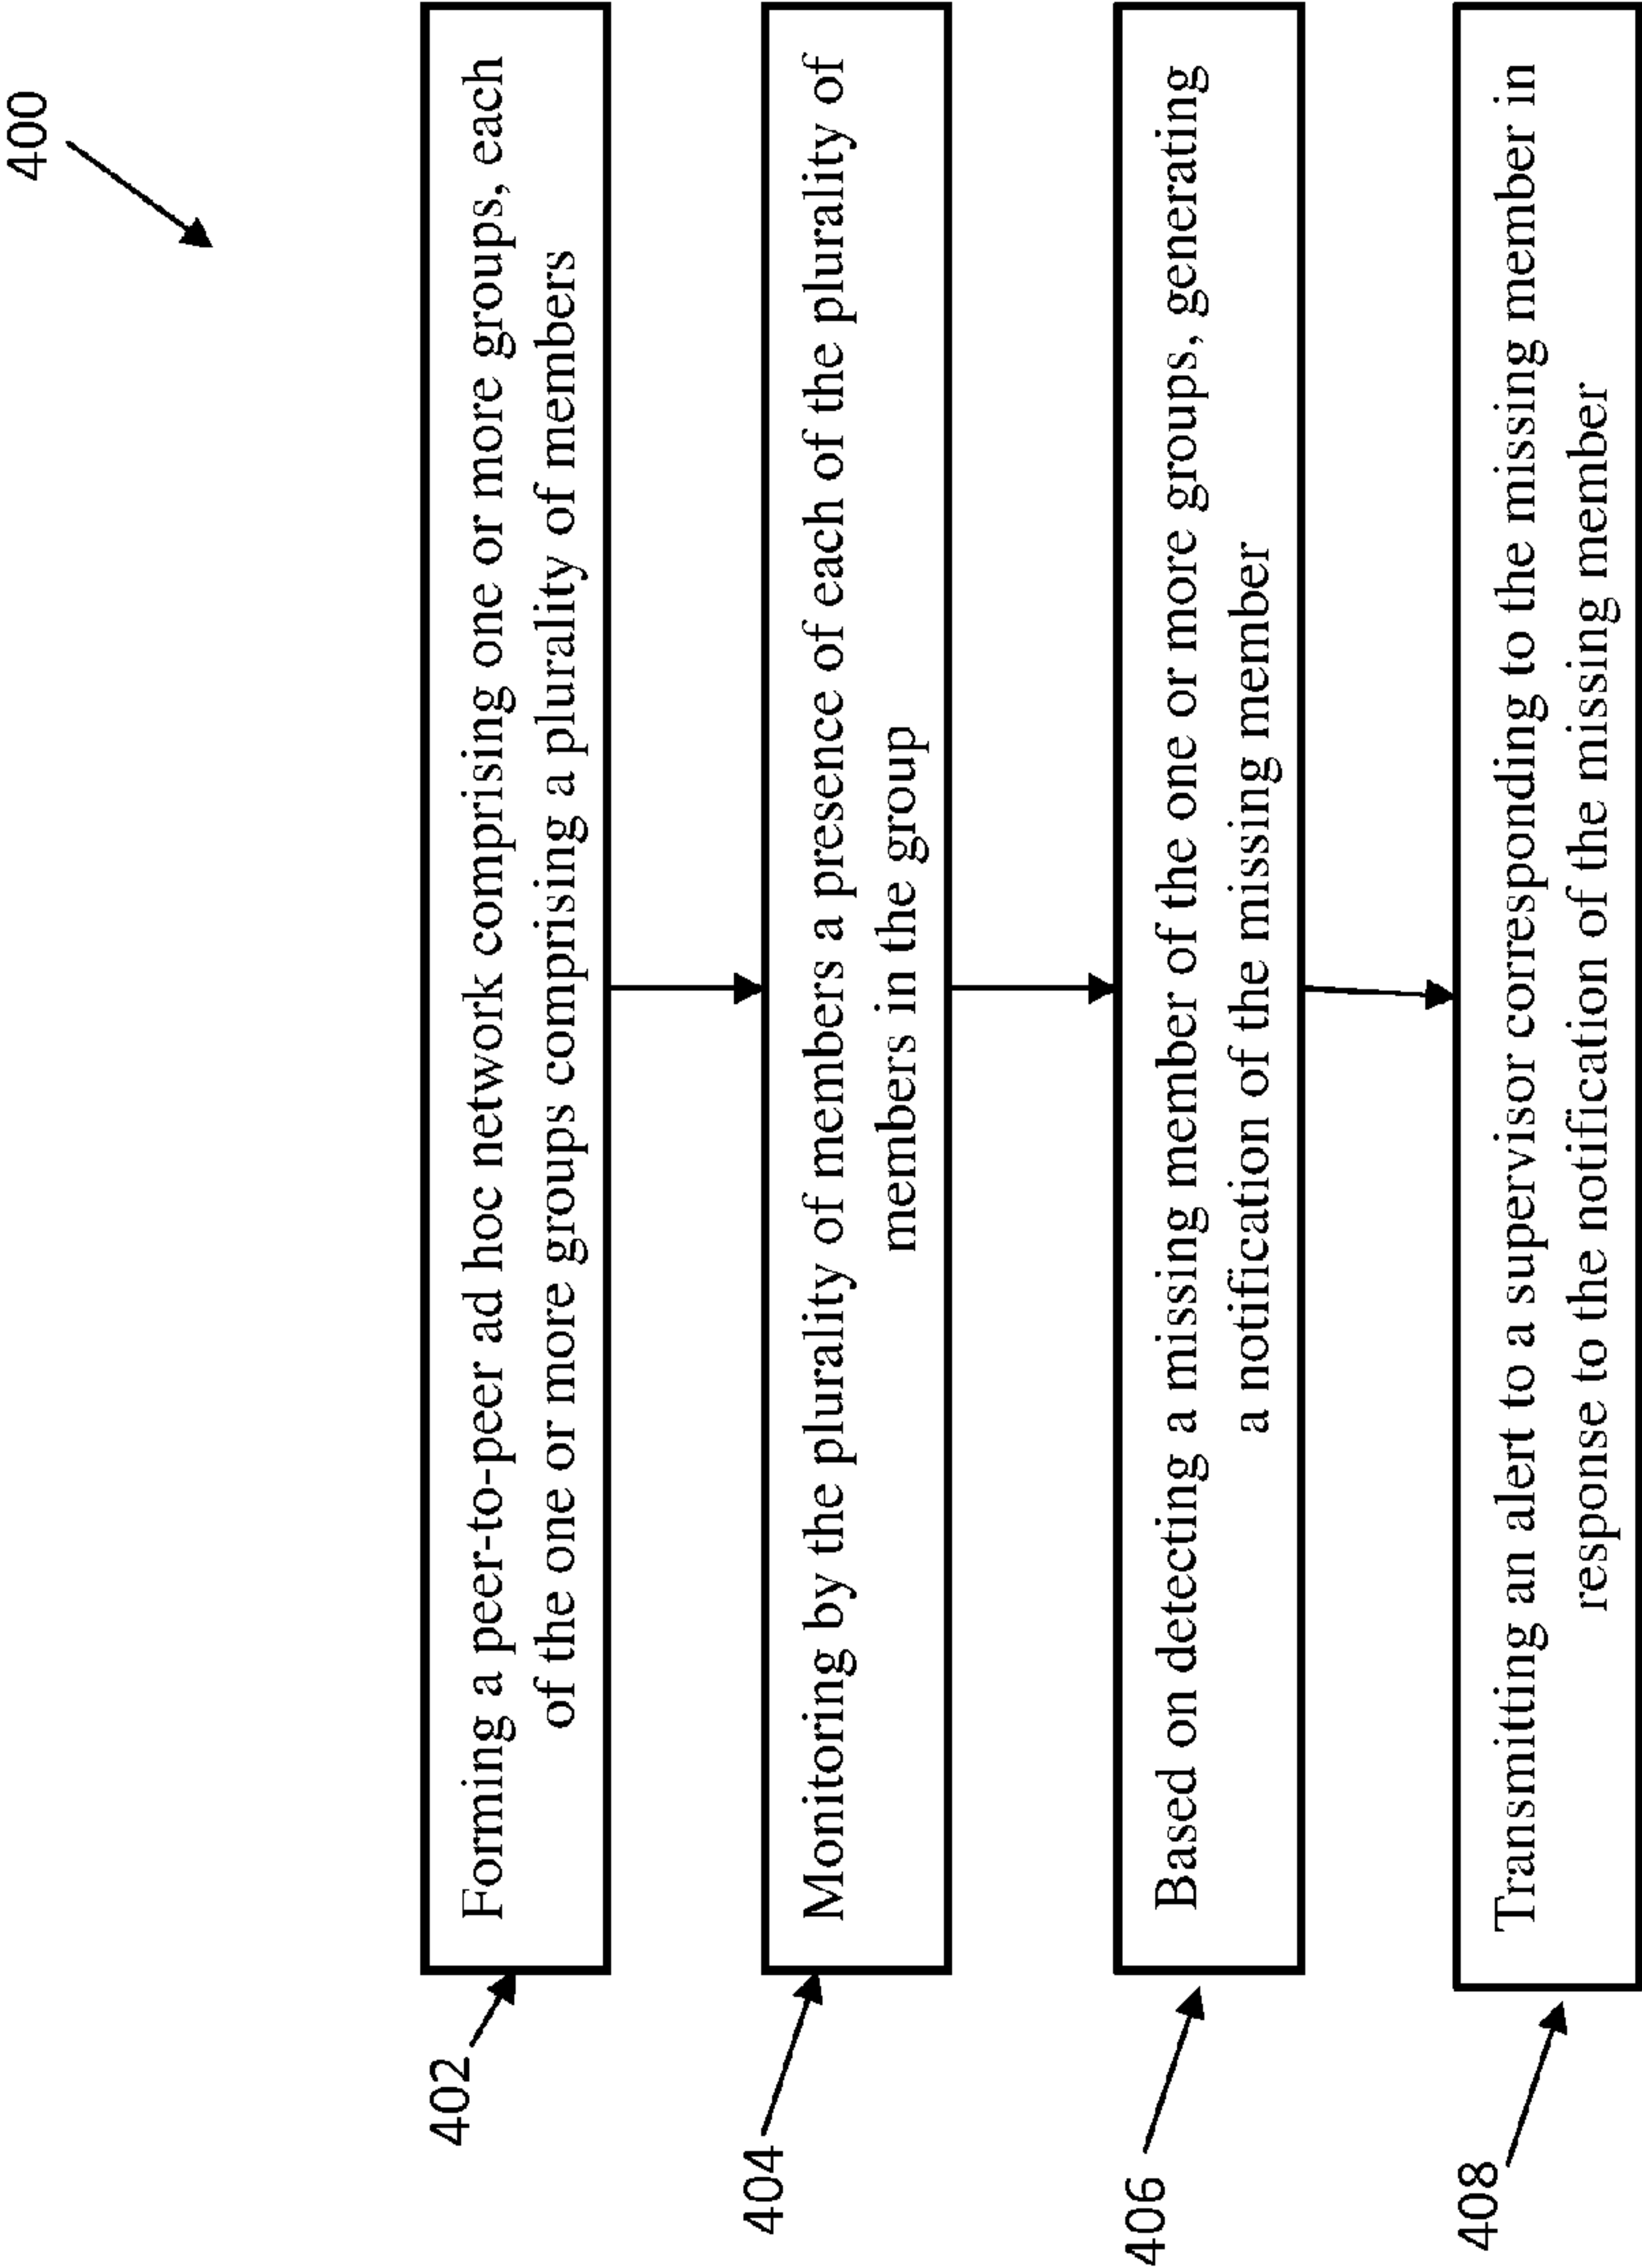 400
402
Forming a peer-to-peer ad hoc network comprising one or more groups, each
of the one or more groups comprising a plurality of members
404
Monitoring by the plurality of members a presence of each of the plurality of
members in the group
406
Based on detecting a missing member of the one or more groups, generating
a notification of the missing member
408
Transmitting an alert to a supervisor corresponding to the missing member in
response to the notification of the missing member